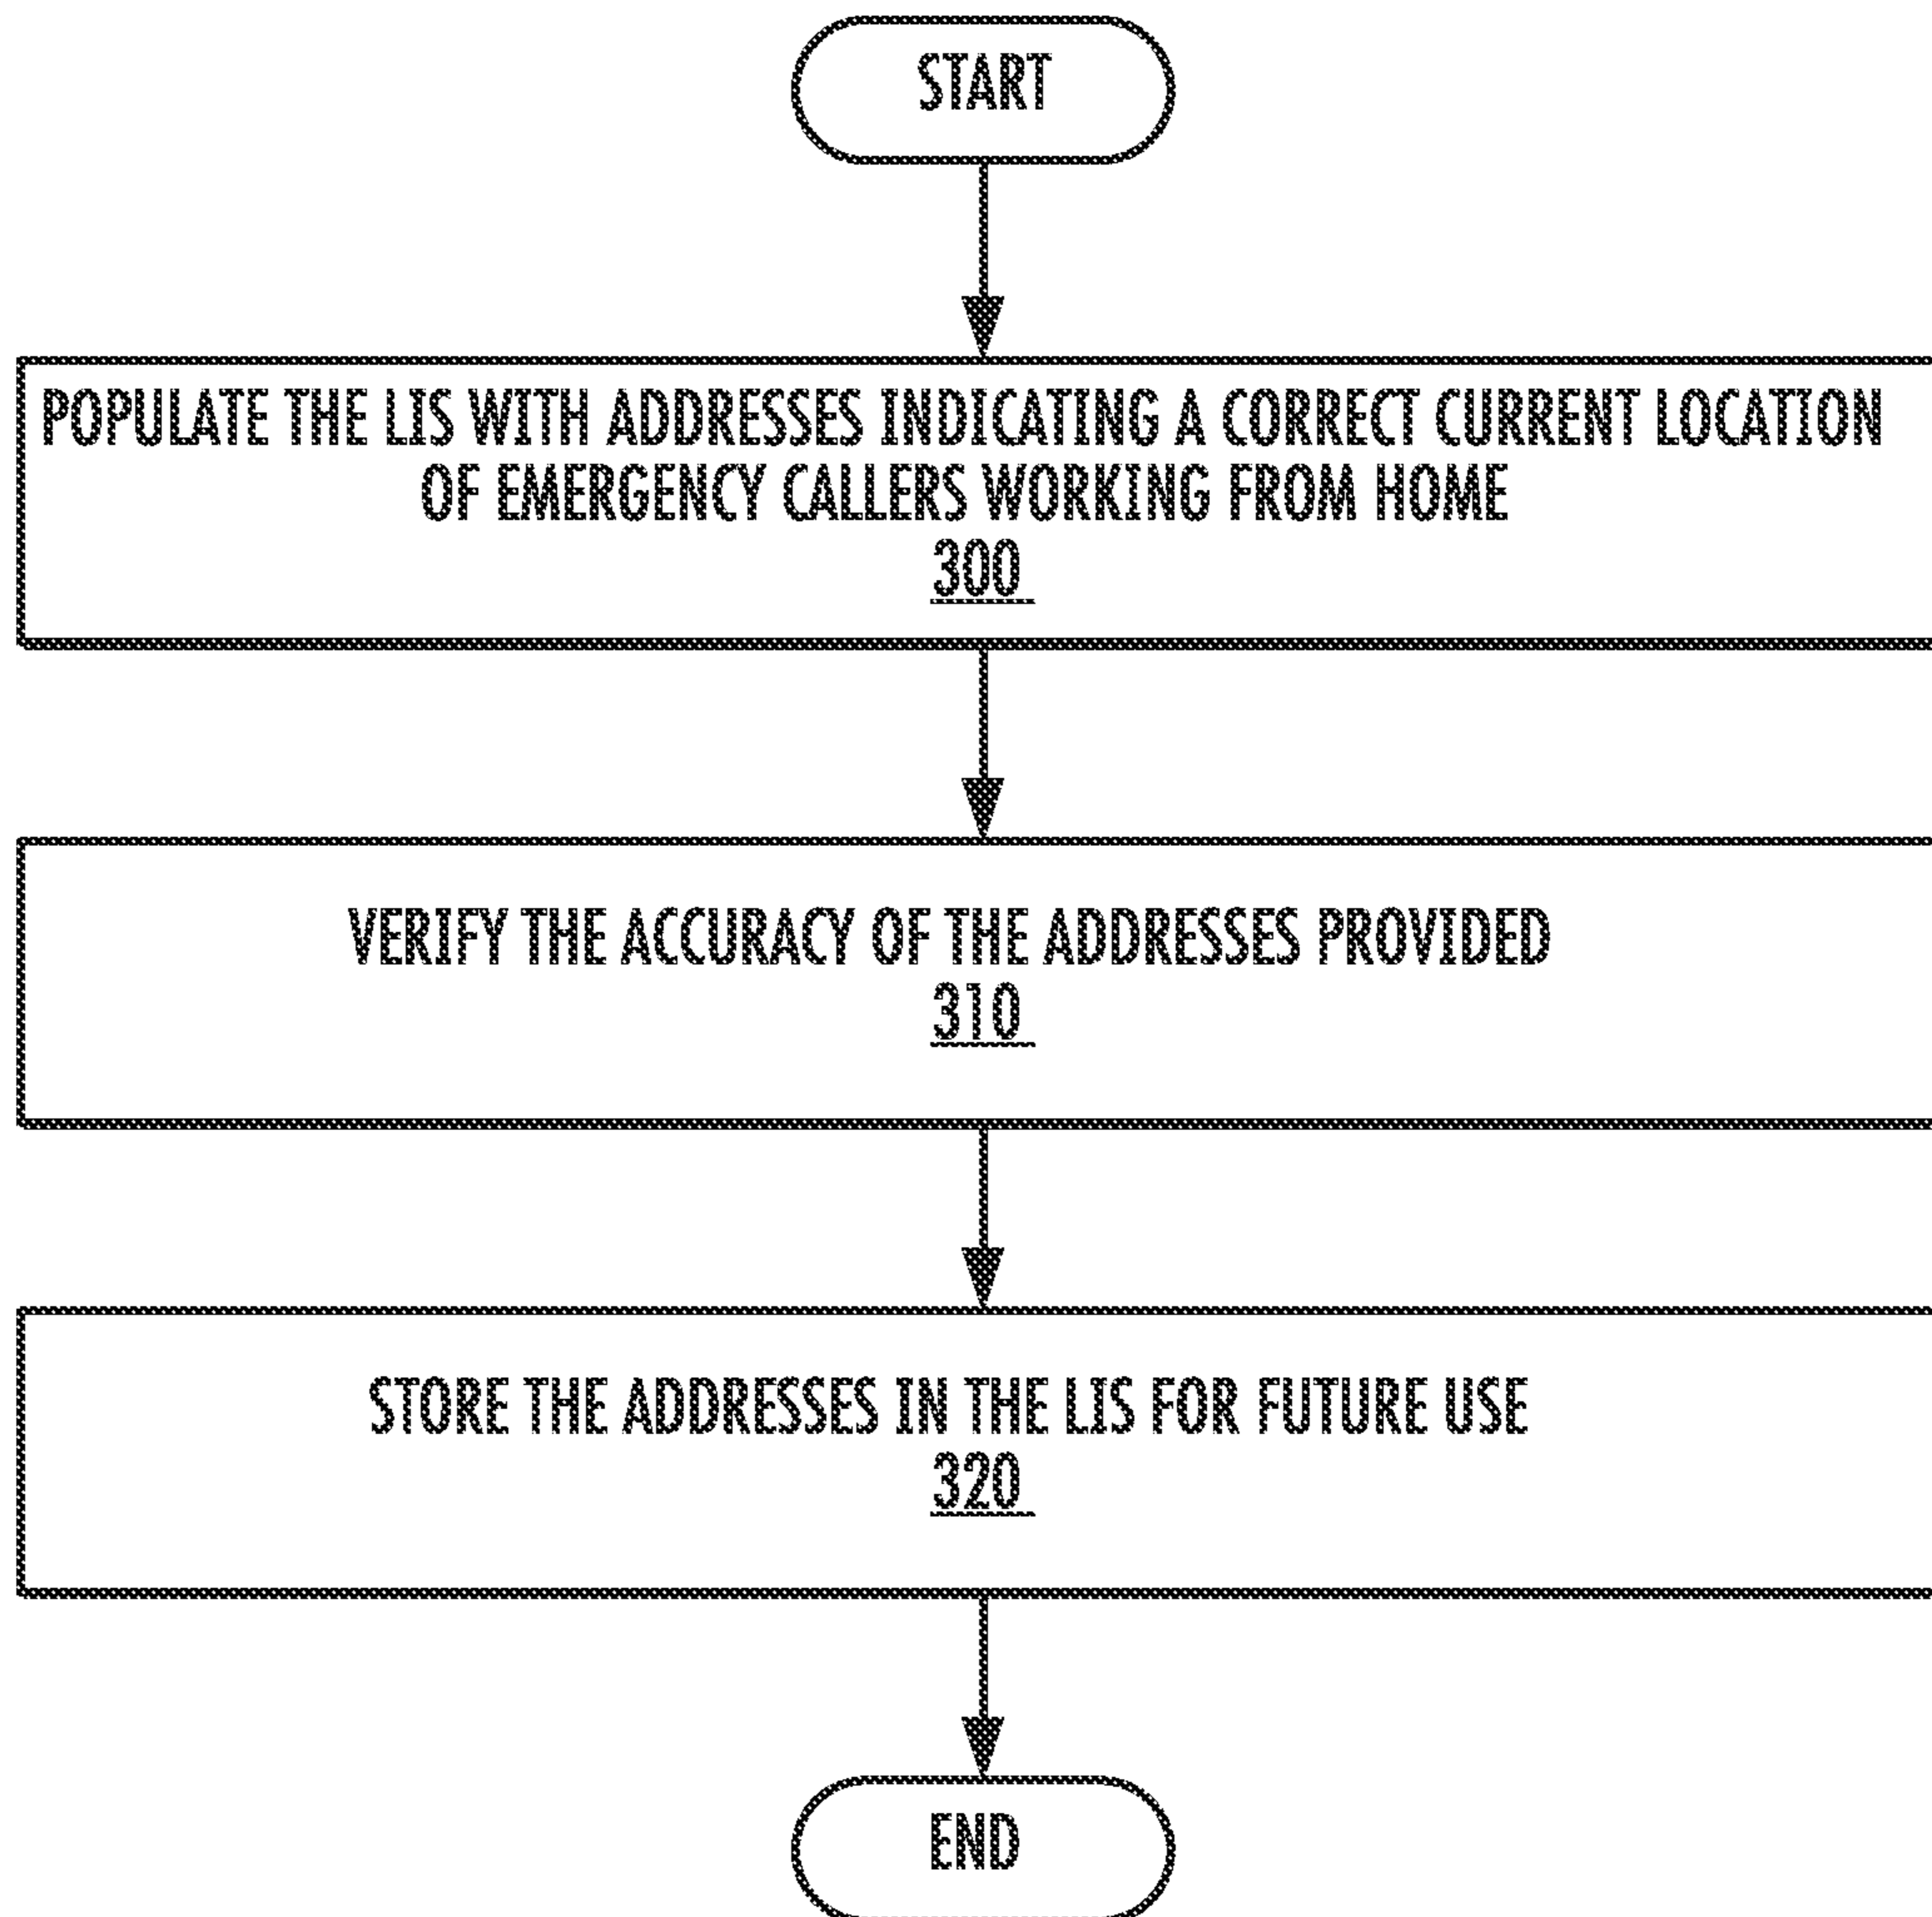 START
POPULATE THE LIS WITH ADDRESSES INDICATING A CORRECT CURRENT LOCATION
OF EMERGENCY CALLERS WORKING FROM HOME
300
VERIFY THE ACCURACY OF THE ADDRESSES PROVIDED
310
STORE THE ADDRESSES IN THE LIS FOR FUTURE USE
320
END